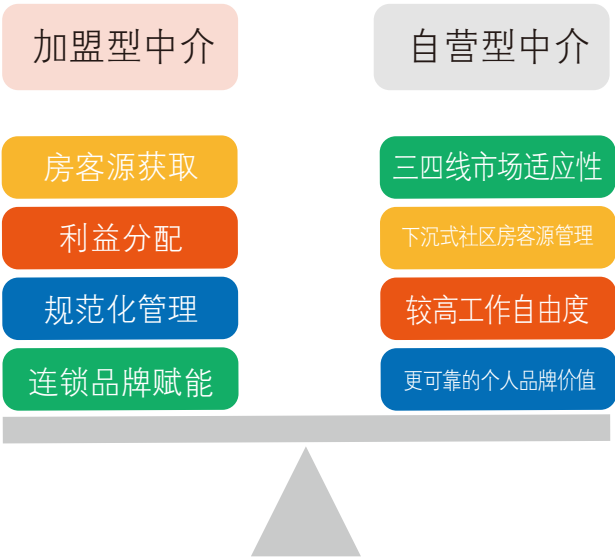 加盟型中介
自营型中介
房客源获取
利益分配
规范化管理
连锁品牌赋能
三四线市场适应性
下沉式社区房客源管理
较高工作自由度
更可靠的个人品牌价值